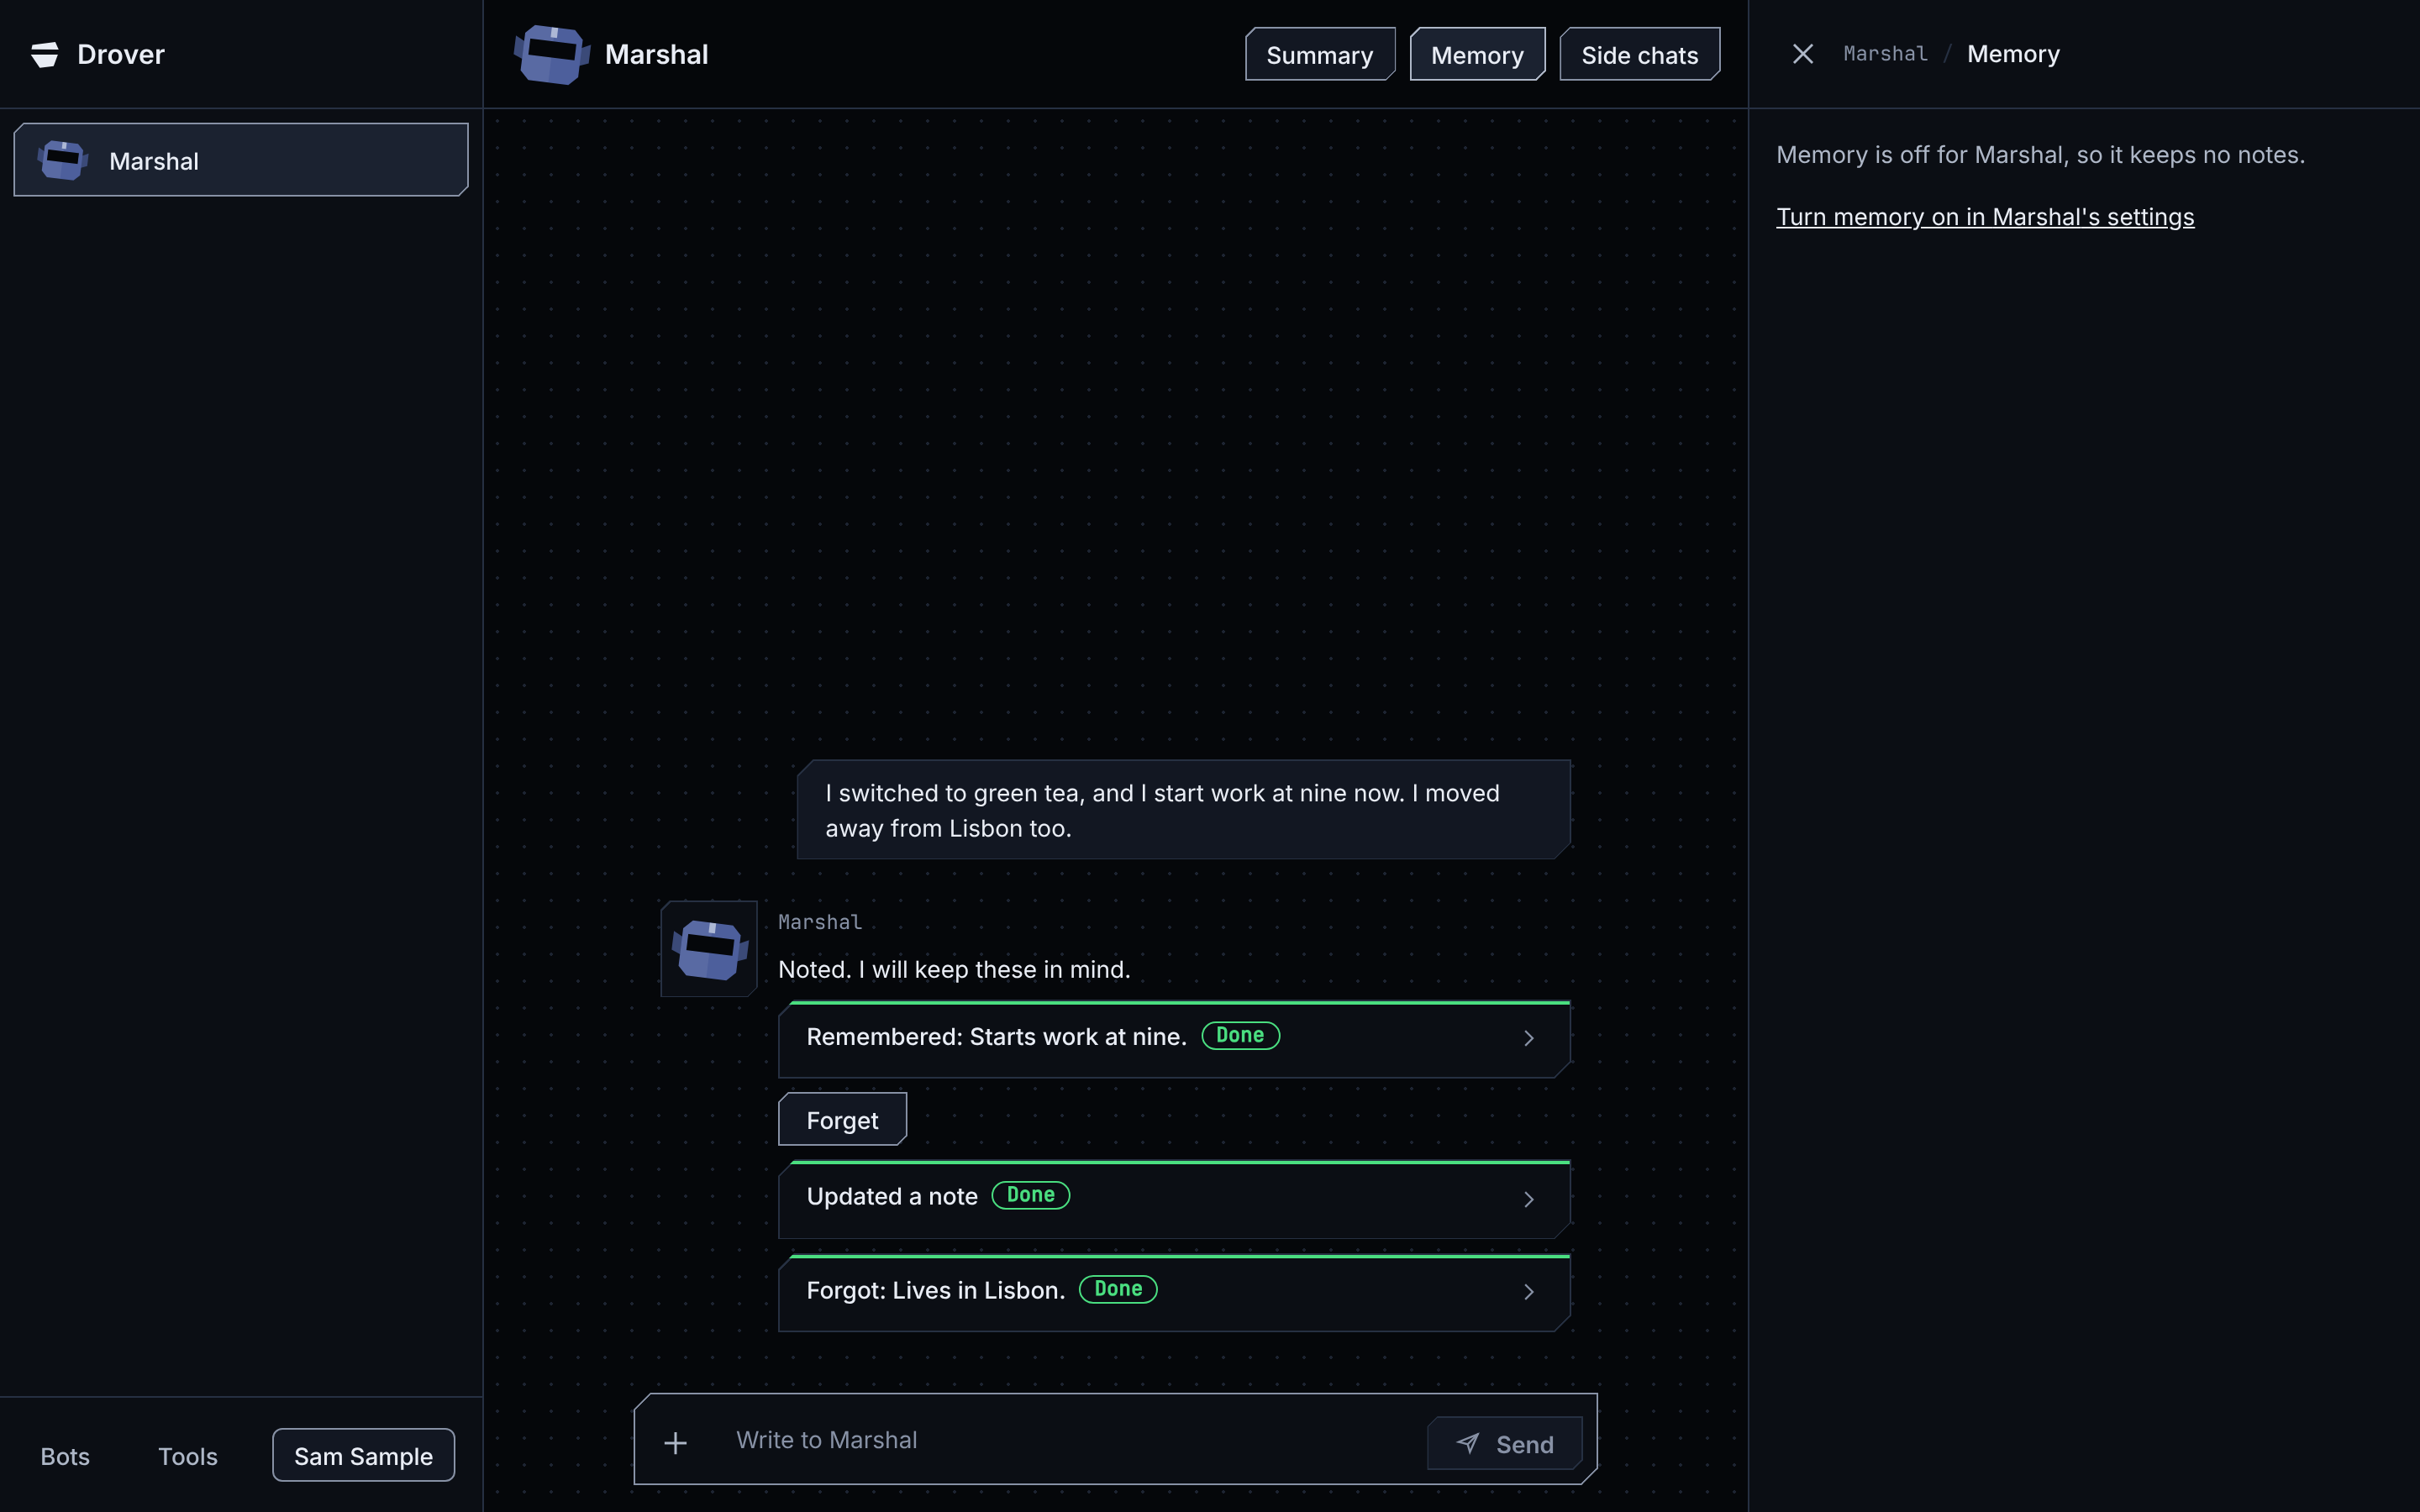 Drover
Marshal
Marshal
Summary
Memory
Side chats
Marshal / Memory
Memory is off for Marshal, so it keeps no notes.
Turn memory on in Marshal's settings
I switched to green tea, and I start work at nine now. I moved
away from Lisbon too.
Marshal
Noted. I will keep these in mind.
Remembered: Starts work at nine. Done
Forget
Updated a note Done
Forgot: Lives in Lisbon. Done
Write to Marshal
Send
Bots
Tools
Sam Sample